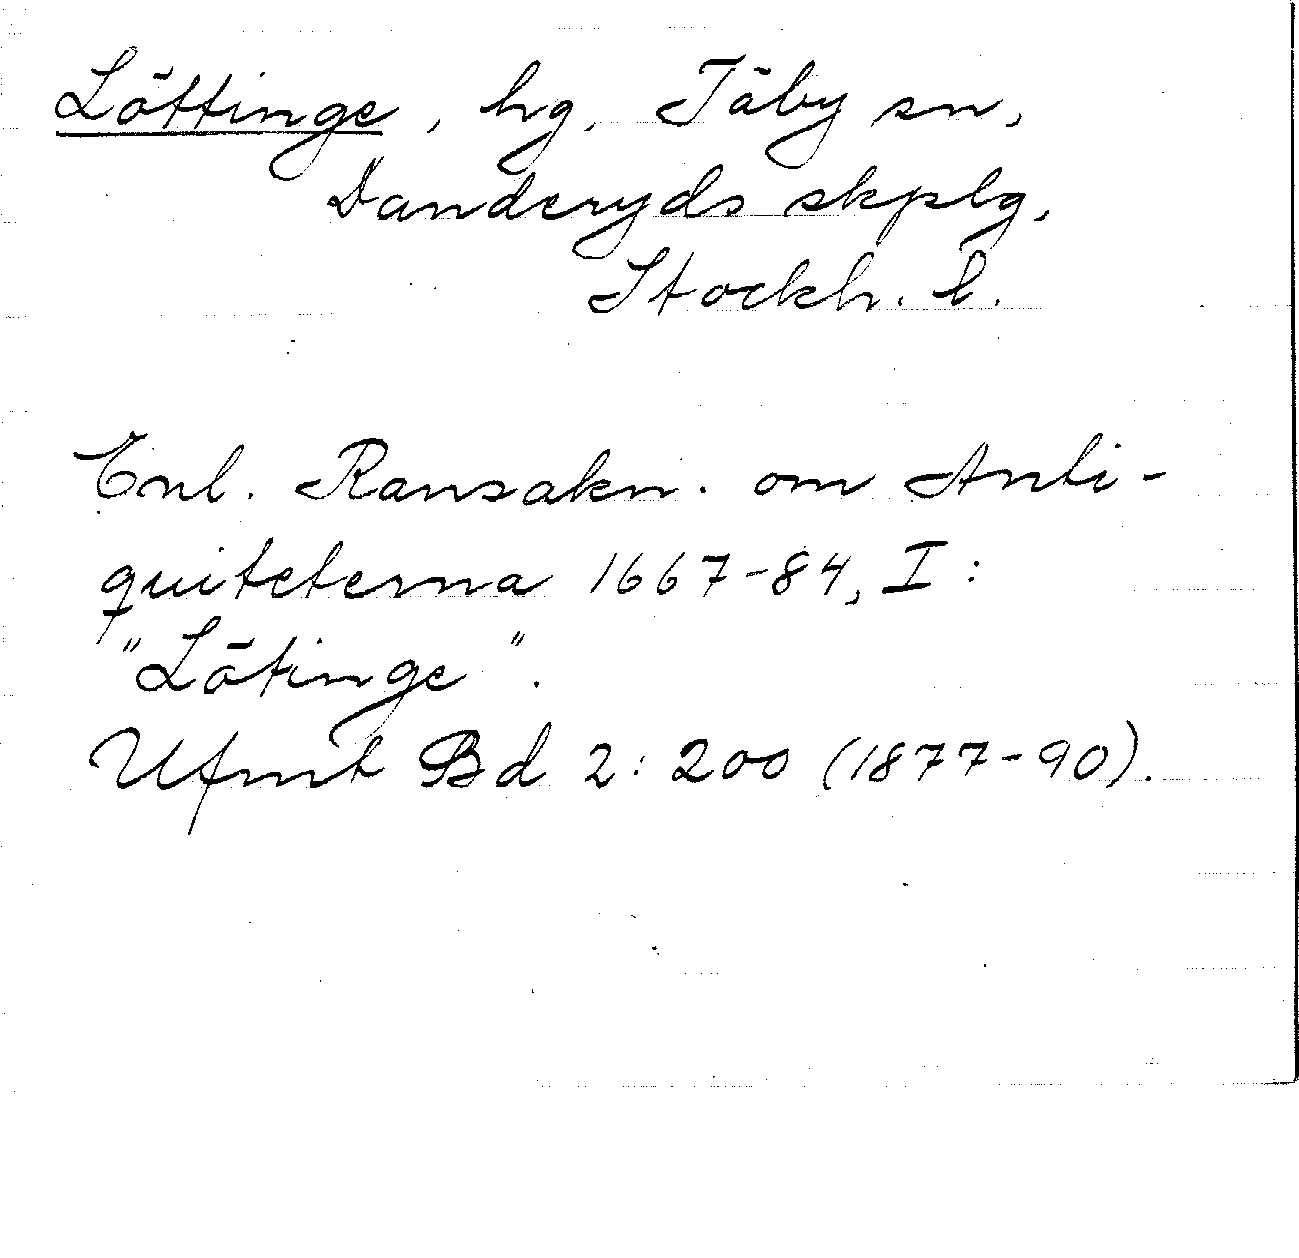 Löttinge, hg, Täby sn,
Danderyds skplg,
Stockh. l.
Enl. Ransakn. om Anti-
quiteterna 1667-84, I:
"Lötinge".
Ufmt Bd 2:200 (1877-90).